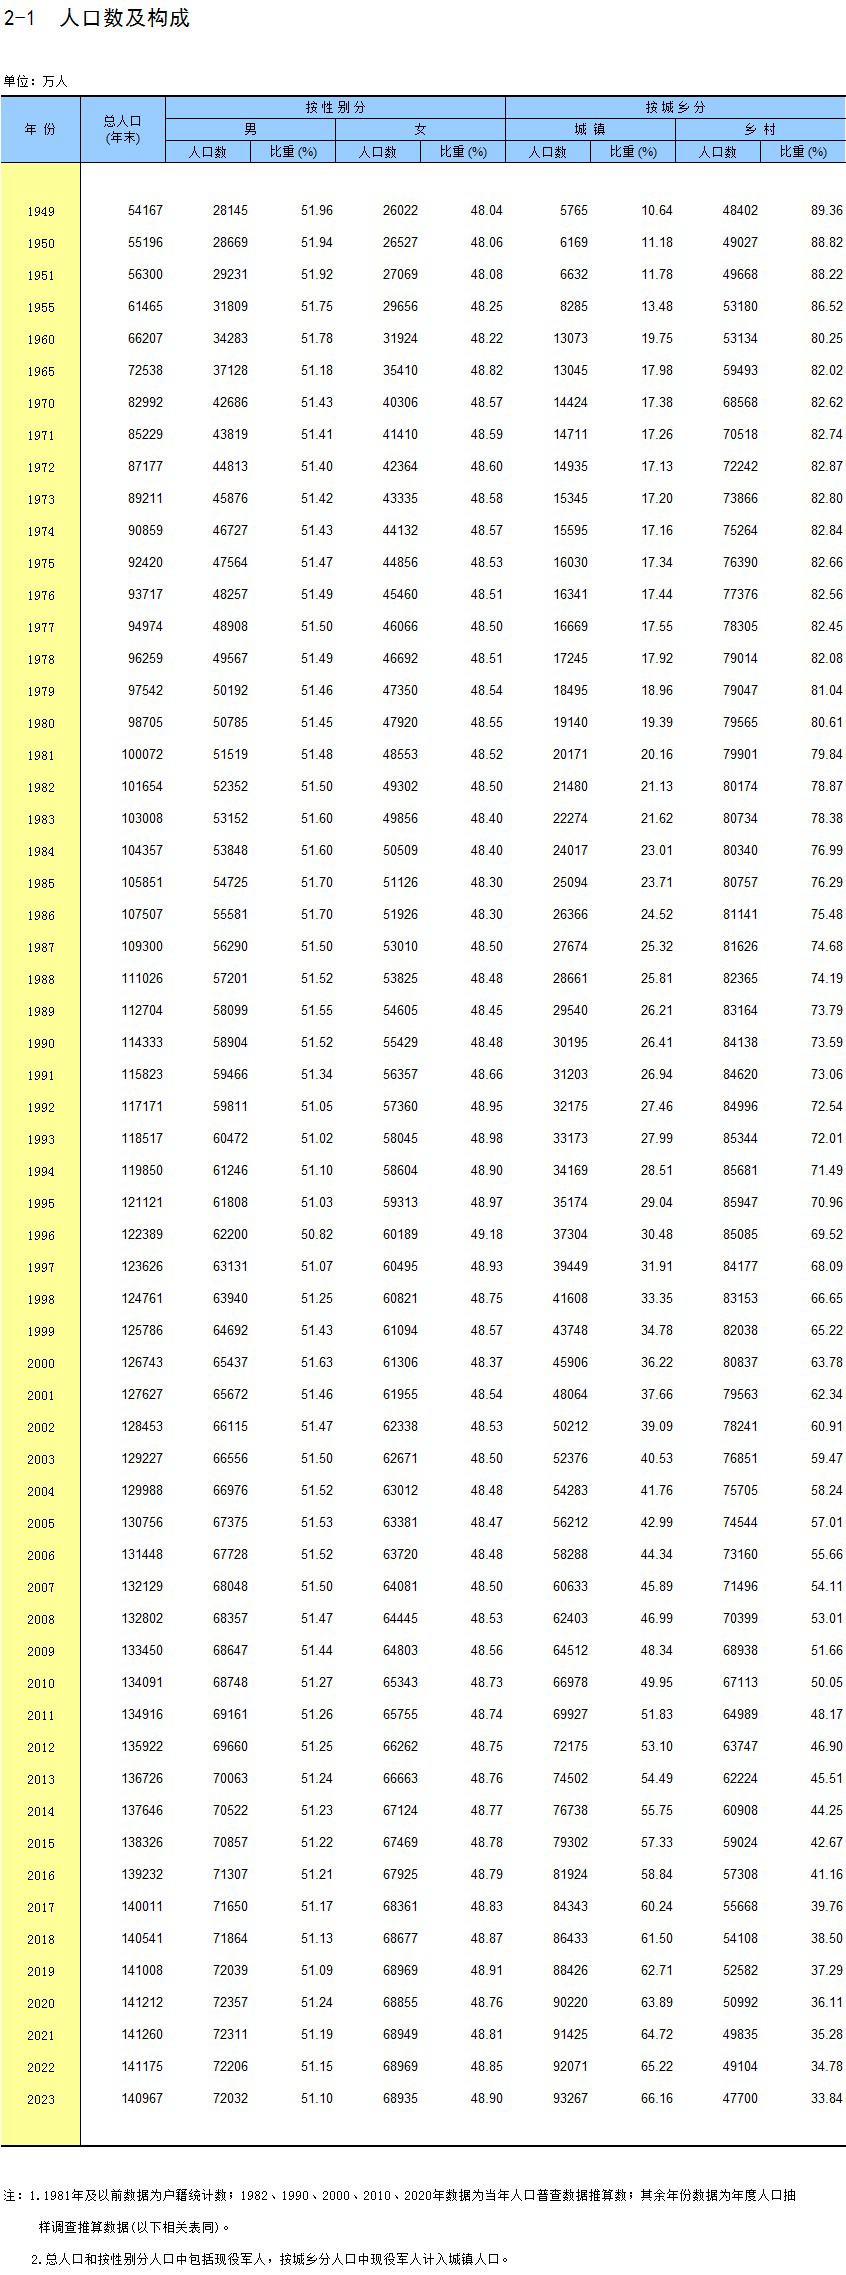 2-1 人口数及构成
单位：万人
按性别分 按城乡分
年 份 总人口(年末) 男 女 城 镇 乡 村
人口数 比重(%) 人口数 比重(%) 人口数 比重(%) 人口数 比重(%)
1949 54167 28145 51.96 26022 48.04 5765 10.64 48402 89.36
1950 55196 28669 51.94 26527 48.06 6169 11.18 49027 88.82
1951 56300 29231 51.92 27069 48.08 6632 11.78 49668 88.22
1955 61465 31809 51.75 29656 48.25 8285 13.48 53180 86.52
1960 66207 34283 51.78 31924 48.22 13073 19.75 53134 80.25
1965 72538 37128 51.18 35410 48.82 13045 17.98 59493 82.02
1970 82992 42686 51.43 40306 48.57 14424 17.38 68568 82.62
1971 85229 43819 51.41 41410 48.59 14711 17.26 70518 82.74
1972 87177 44813 51.40 42364 48.60 14935 17.13 72242 82.87
1973 89211 45876 51.42 43335 48.58 15345 17.20 73866 82.80
1974 90859 46727 51.43 44132 48.57 15595 17.16 75264 82.84
1975 92420 47564 51.47 44856 48.53 16030 17.34 76390 82.66
1976 93717 48257 51.49 45460 48.51 16341 17.44 77376 82.56
1977 94974 48908 51.50 46066 48.50 16669 17.55 78305 82.45
1978 96259 49567 51.49 46692 48.51 17245 17.92 79014 82.08
1979 97542 50192 51.46 47350 48.54 18495 18.96 79047 81.04
1980 98705 50785 51.45 47920 48.55 19140 19.39 79565 80.61
1981 100072 51519 51.48 48553 48.52 20171 20.16 79901 79.84
1982 101654 52352 51.50 49302 48.50 21480 21.13 80174 78.87
1983 103008 53152 51.60 49856 48.40 22274 21.62 80734 78.38
1984 104357 53848 51.60 50509 48.40 24017 23.01 80340 76.99
1985 105851 54725 51.70 51126 48.30 25094 23.71 80757 76.29
1986 107507 55581 51.70 51926 48.30 26366 24.52 81141 75.48
1987 109300 56290 51.50 53010 48.50 27674 25.32 81626 74.68
1988 111026 57201 51.52 53825 48.48 28661 25.81 82365 74.19
1989 112704 58099 51.55 54605 48.45 29540 26.21 83164 73.79
1990 114333 58904 51.52 55429 48.48 30195 26.41 84138 73.59
1991 115823 59466 51.34 56357 48.66 31203 26.94 84620 73.06
1992 117171 59811 51.05 57360 48.95 32175 27.46 84996 72.54
1993 118517 60472 51.02 58045 48.98 33173 27.99 85344 72.01
1994 119850 61246 51.10 58604 48.90 34169 28.51 85681 71.49
1995 121121 61808 51.03 59313 48.97 35174 29.04 85947 70.96
1996 122389 62200 50.82 60189 49.18 37304 30.48 85085 69.52
1997 123626 63131 51.07 60495 48.93 39449 31.91 84177 68.09
1998 124761 63940 51.25 60821 48.75 41608 33.35 83153 66.65
1999 125786 64692 51.43 61094 48.57 43748 34.78 82038 65.22
2000 126743 65437 51.63 61306 48.37 45906 36.22 80837 63.78
2001 127627 65672 51.46 61955 48.54 48064 37.66 79563 62.34
2002 128453 66115 51.47 62338 48.53 50212 39.09 78241 60.91
2003 129227 66556 51.50 62671 48.50 52376 40.53 76851 59.47
2004 129988 66976 51.52 63012 48.48 54283 41.76 75705 58.24
2005 130756 67375 51.53 63381 48.47 56212 42.99 74544 57.01
2006 131448 67728 51.52 63720 48.48 58288 44.34 73160 55.66
2007 132129 68048 51.50 64081 48.50 60633 45.89 71496 54.11
2008 132802 68357 51.47 64445 48.53 62403 46.99 70399 53.01
2009 133450 68647 51.44 64803 48.56 64512 48.34 68938 51.66
2010 134091 68748 51.27 65343 48.73 66978 49.95 67113 50.05
2011 134916 69161 51.26 65755 48.74 69927 51.83 64989 48.17
2012 135922 69660 51.25 66262 48.75 72175 53.10 63747 46.90
2013 136726 70063 51.24 66663 48.76 74502 54.49 62224 45.51
2014 137646 70522 51.23 67124 48.77 76738 55.75 60908 44.25
2015 138326 70857 51.22 67469 48.78 79302 57.33 59024 42.67
2016 139232 71307 51.21 67925 48.79 81924 58.84 57308 41.16
2017 140011 71650 51.17 68361 48.83 84343 60.24 55668 39.76
2018 140541 71864 51.13 68677 48.87 86433 61.50 54108 38.50
2019 141008 72039 51.09 68969 48.91 88426 62.71 52582 37.29
2020 141212 72357 51.24 68855 48.76 90220 63.89 50992 36.11
2021 141260 72311 51.19 68949 48.81 91425 64.72 49835 35.28
2022 141175 72206 51.15 68969 48.85 92071 65.22 49104 34.78
2023 140967 72032 51.10 68935 48.90 93267 66.16 47700 33.84
注：1.1981年及以前数据为户籍统计数；1982、1990、2000、2010、2020年数据为当年人口普查数据推算数；其余年份数据为年度人口抽
样调查推算数据(以下相关表同)。
2.总人口和按性别分人口中包括现役军人，按城乡分人口中现役军人计入城镇人口。